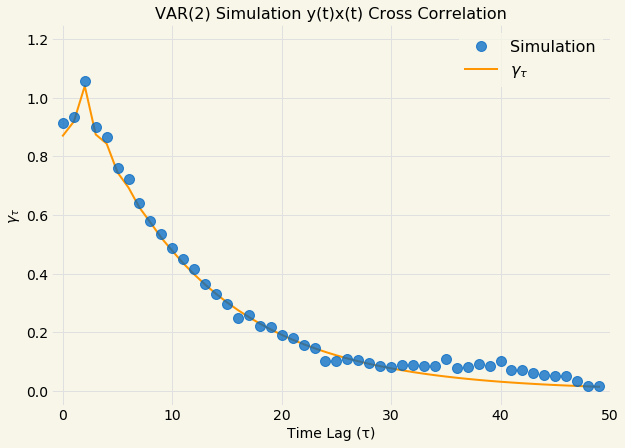 VAR(2) Simulation y(t)x(t) Cross Correlation
Simulation
γτ
1.2
1.0
0.8
0.6
0.4
0.2
0.0
γτ
0 10 20 30 40 50
Time Lag (τ)